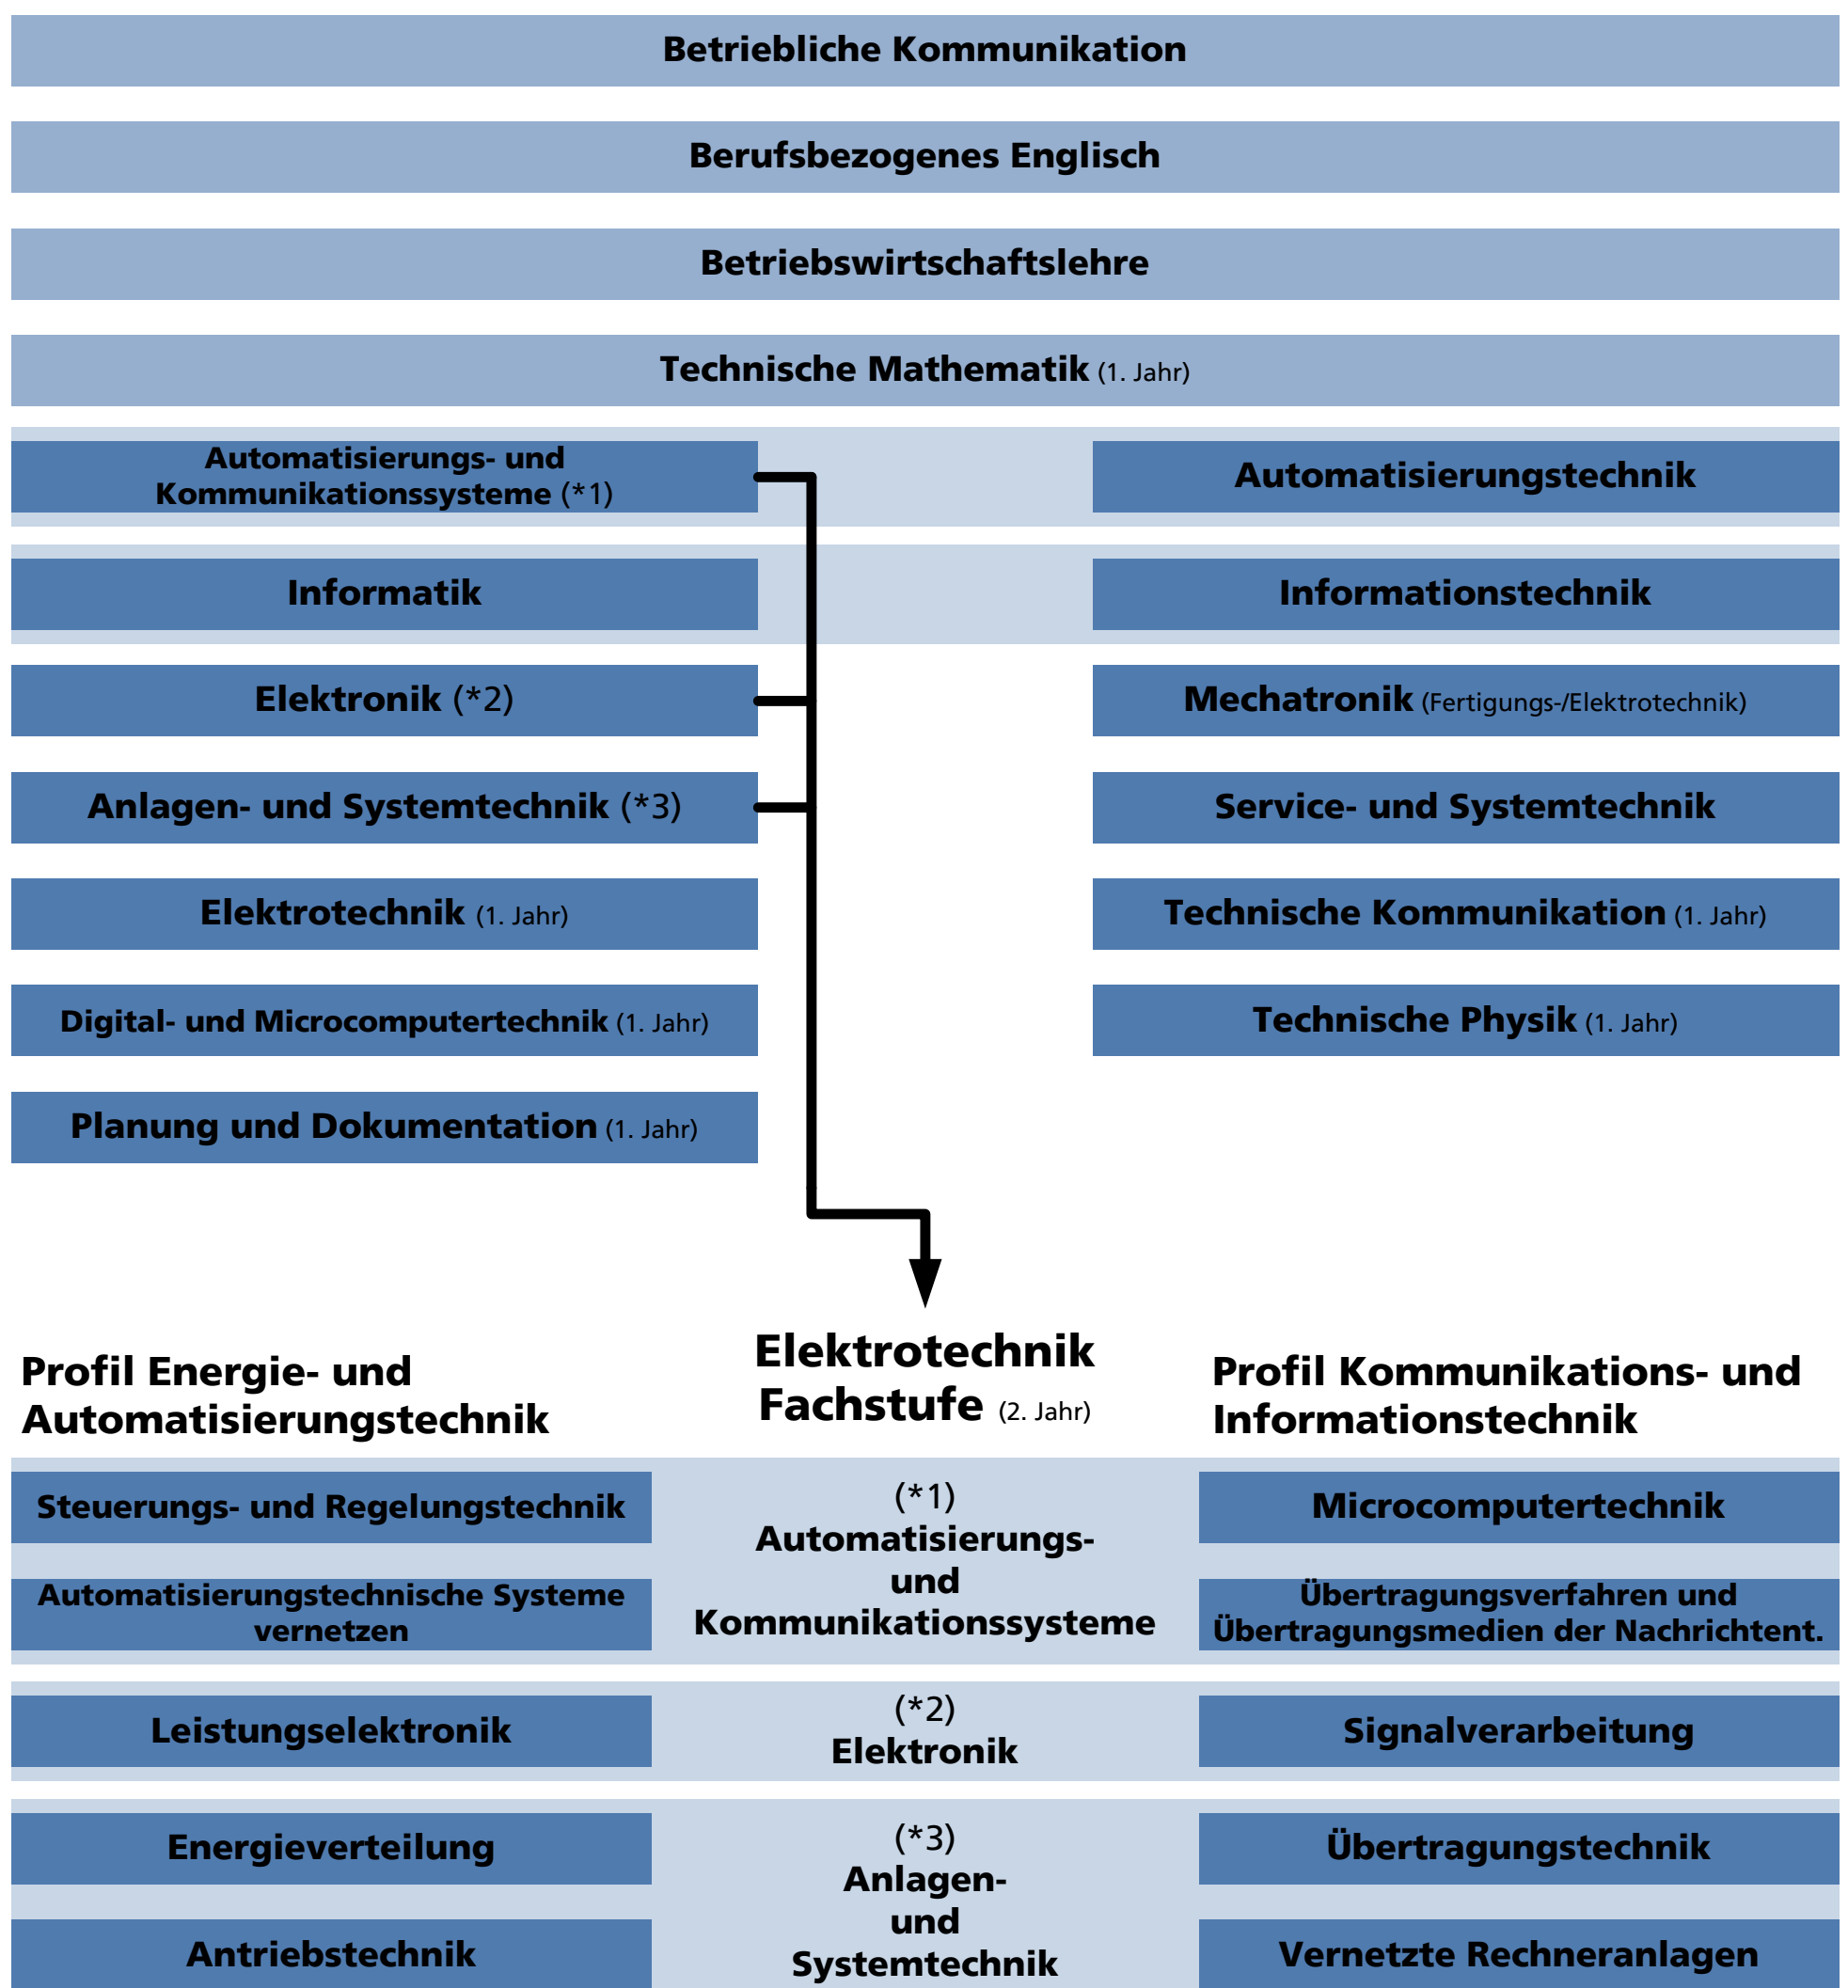 Betriebliche Kommunikation
Berufsbezogenes Englisch
Betriebswirtschaftslehre
Technische Mathematik (1. Jahr)
Automatisierungs- und
Kommunikationssysteme (*1)
Automatisierungstechnik
Informatik
Informationstechnik
Elektronik (*2)
Mechatronik (Fertigungs-/Elektrotechnik)
Anlagen- und Systemtechnik (*3)
Service- und Systemtechnik
Elektrotechnik (1. Jahr)
Technische Kommunikation (1. Jahr)
Digital- und Microcomputertechnik (1. Jahr)
Technische Physik (1. Jahr)
Planung und Dokumentation (1. Jahr)
Profil Energie- und
Automatisierungstechnik
Elektrotechnik
Fachstufe (2. Jahr)
Profil Kommunikations- und
Informationstechnik
Steuerungs- und Regelungstechnik
Automatisierungstechnische Systeme
vernetzen
(*1)
Automatisierungs-
und
Kommunikationssysteme
Microcomputertechnik
Übertragungsverfahren und
Übertragungsmedien der Nachrichtent.
Leistungselektronik
(*2)
Elektronik
Signalverarbeitung
Energieverteilung
Antriebstechnik
(*3)
Anlagen-
und
Systemtechnik
Übertragungstechnik
Vernetzte Rechneranlagen